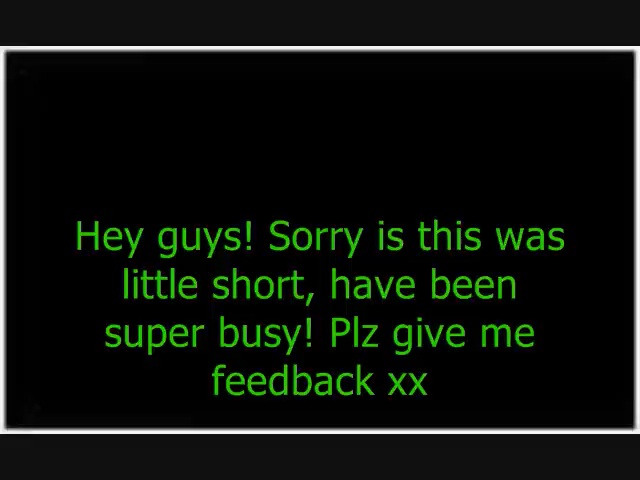 Hey guys! Sorry is this was
little short, have been
super busy! Plz give me
feedback xx